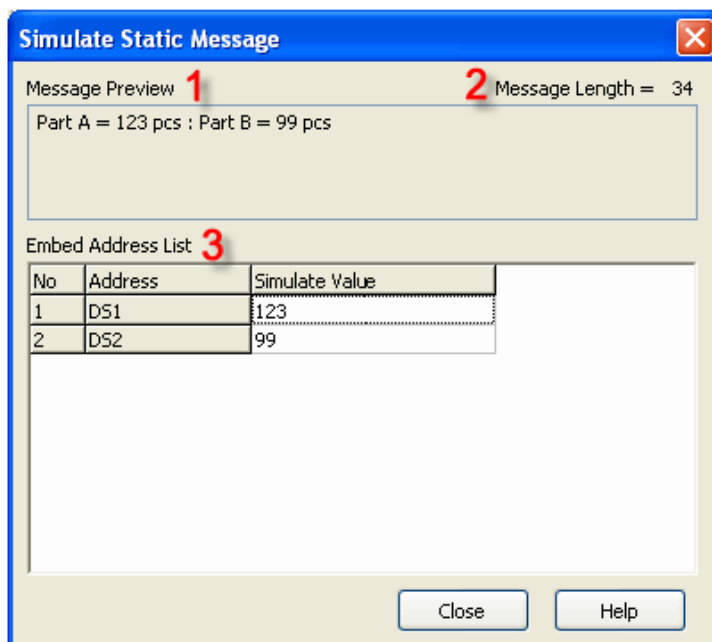 Simulate Static Message
Message Preview 1 2 Message Length = 34
Part A = 123 pcs : Part B = 99 pcs
Embed Address List 3
No Address Simulate Value
1 DS1 123
2 DS2 99
Close Help